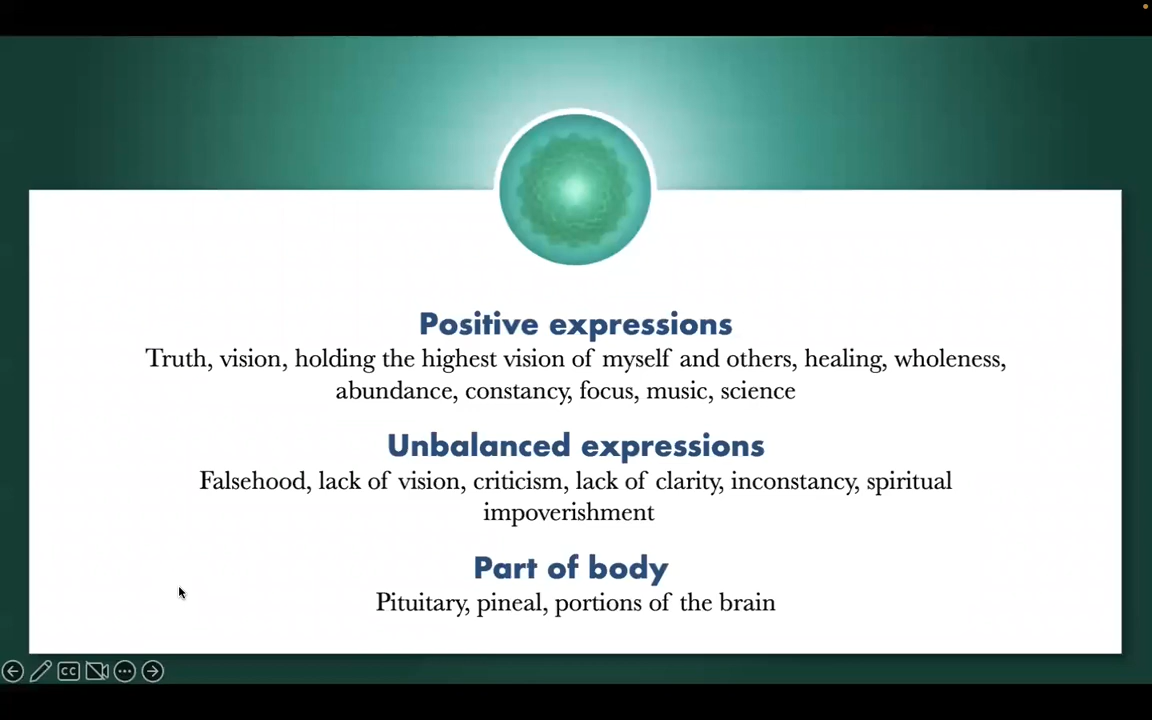 Positive expressions
Truth, vision, holding the highest vision of myself and others, healing, wholeness,
abundance, constancy, focus, music, science
Unbalanced expressions
Falsehood, lack of vision, criticism, lack of clarity, inconstancy, spiritual
impoverishment
Part of body
Pituitary, pineal, portions of the brain
CC